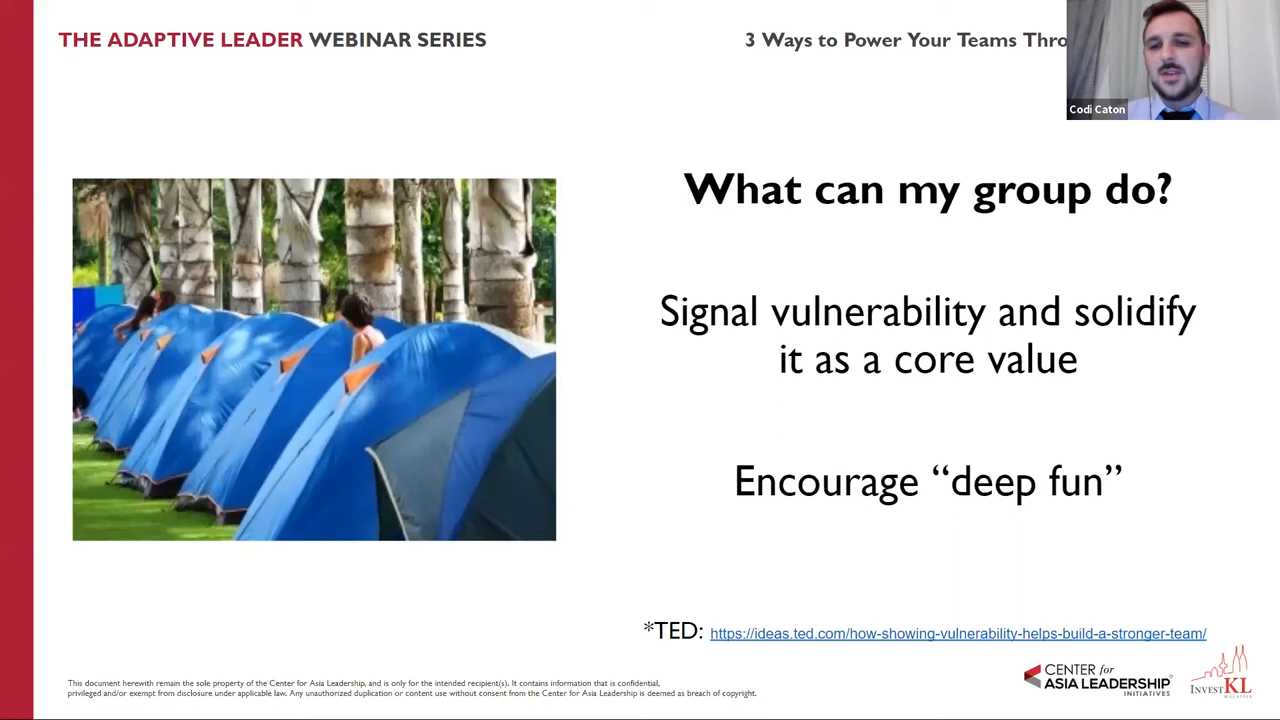 THE ADAPTIVE LEADER WEBINAR SERIES
3 Ways to Power Your Teams Thro
Codi Caton
What can my group do?
Signal vulnerability and solidify
it as a core value
Encourage “deep fun”
*TED: https://ideas.ted.com/how-showing-vulnerability-helps-build-a-stronger-team/
This document herewith remain the sole property of the Center for Asia Leadership, and is only for the intended recipient(s). It contains information that is confidential,
privileged and/or exempt from disclosure under applicable law. Any unauthorized duplication or content use without consent from the Center for Asia Leadership is deemed as breach of copyright.
CENTER for
ASIA LEADERSHIP
INITIATIVES
INVEST KL
MALAYSIA